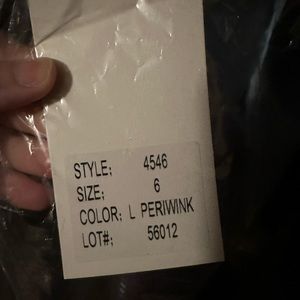 STYLE: 4546
SIZE: 6
COLOR: L PERIWINK
LOT#: 56012